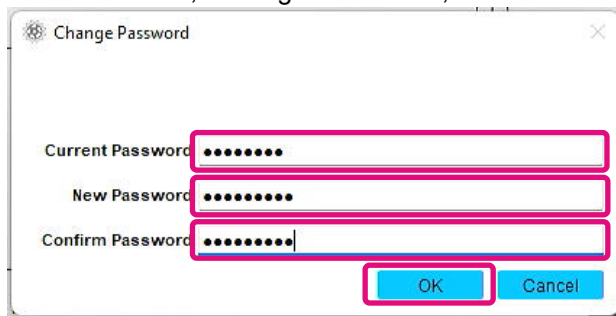 Change Password
Current Password ●●●●●●●●
New Password ●●●●●●●●●
Confirm Password ●●●●●●●●●
OK Cancel